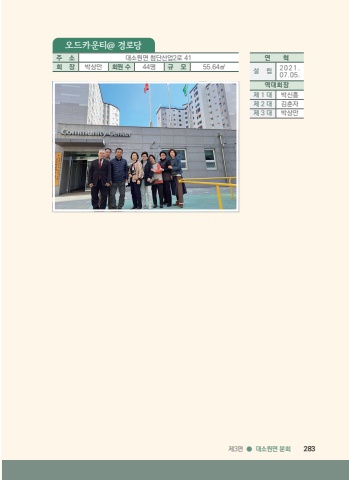 오드카운티@ 경로당
주 소 대소원면 첨단산업2로 41
회 장 박상만 회원 수 44명 규 모 55.64㎡
Community Center
연 혁
설 립 2021. 07.05.
역대회장
제 1 대 박신흠
제 2 대 김춘자
제 3 대 박상만
제3편 ● 대소원면 문화 283